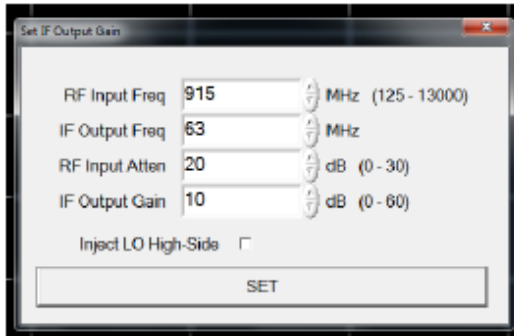 Set IF Output Gain
RF Input Freq 915 MHz (125 - 13000)
IF Output Freq 63 MHz
RF Input Atten 20 dB (0 - 30)
IF Output Gain 10 dB (0 - 60)
Inject LO High-Side
SET